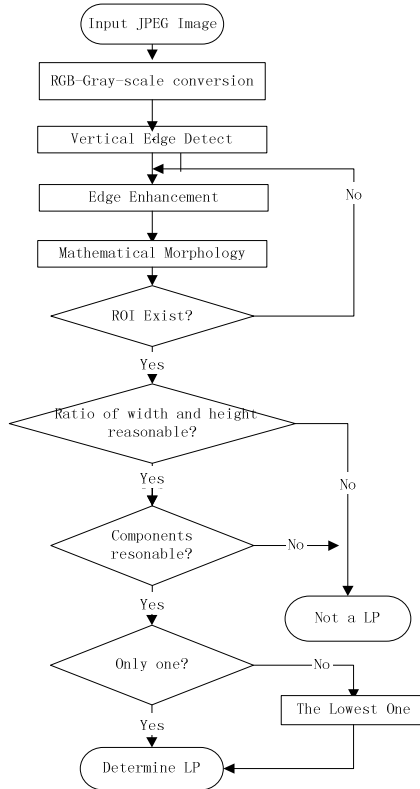 Input JPEG Image
RGB-Gray-scale conversion
Vertical Edge Detect
No
Edge Enhancement
Mathematical Morphology
ROI Exist?
Yes
Ratio of width and height
reasonable?
Yes
No
Components
resonable?
No
Yes
Not a LP
Only one?
No
The Lowest One
Yes
Determine LP